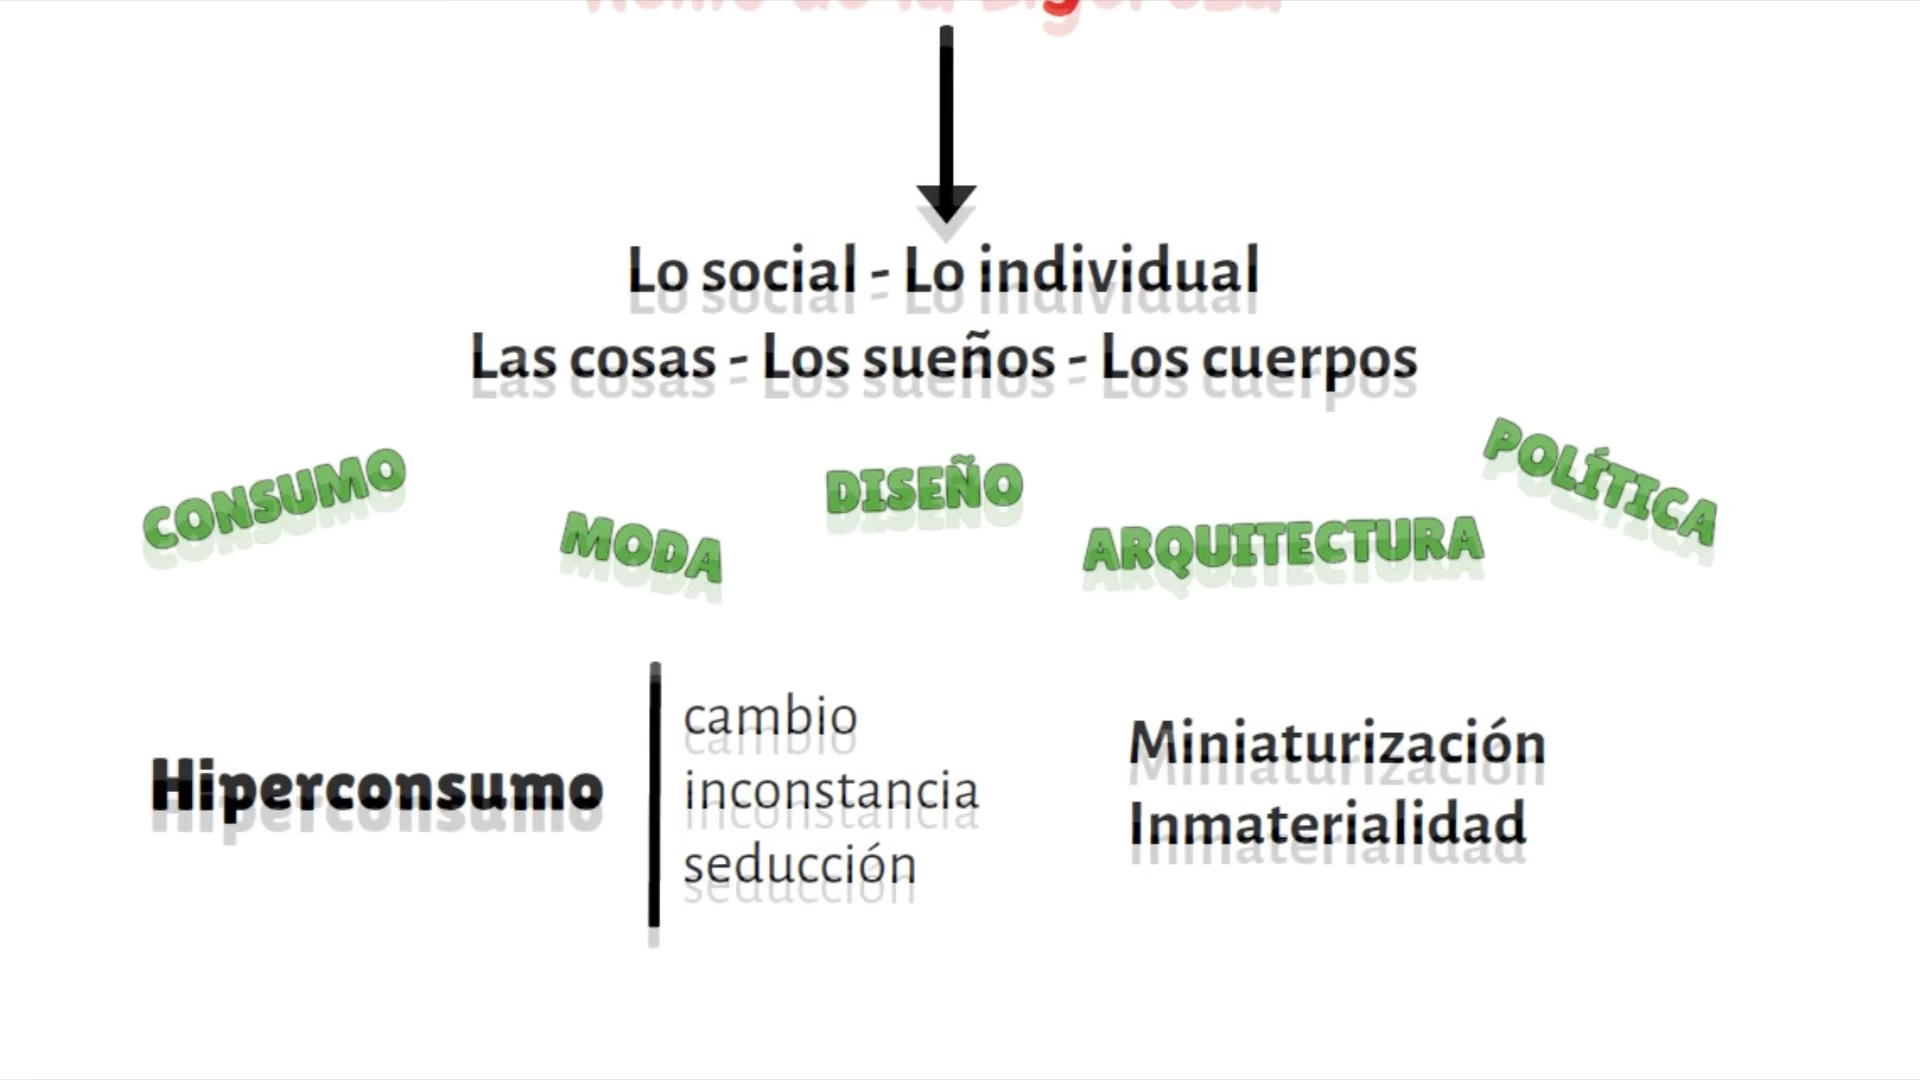 Lo social - Lo individual
Las cosas - Los sueños - Los cuerpos
CONSUMO
MODA
DISEÑO
ARQUITECTURA
POLÍTICA
Hiperconsumo
cambio
inconstancia
seducción
Miniaturización
Inmaterialidad